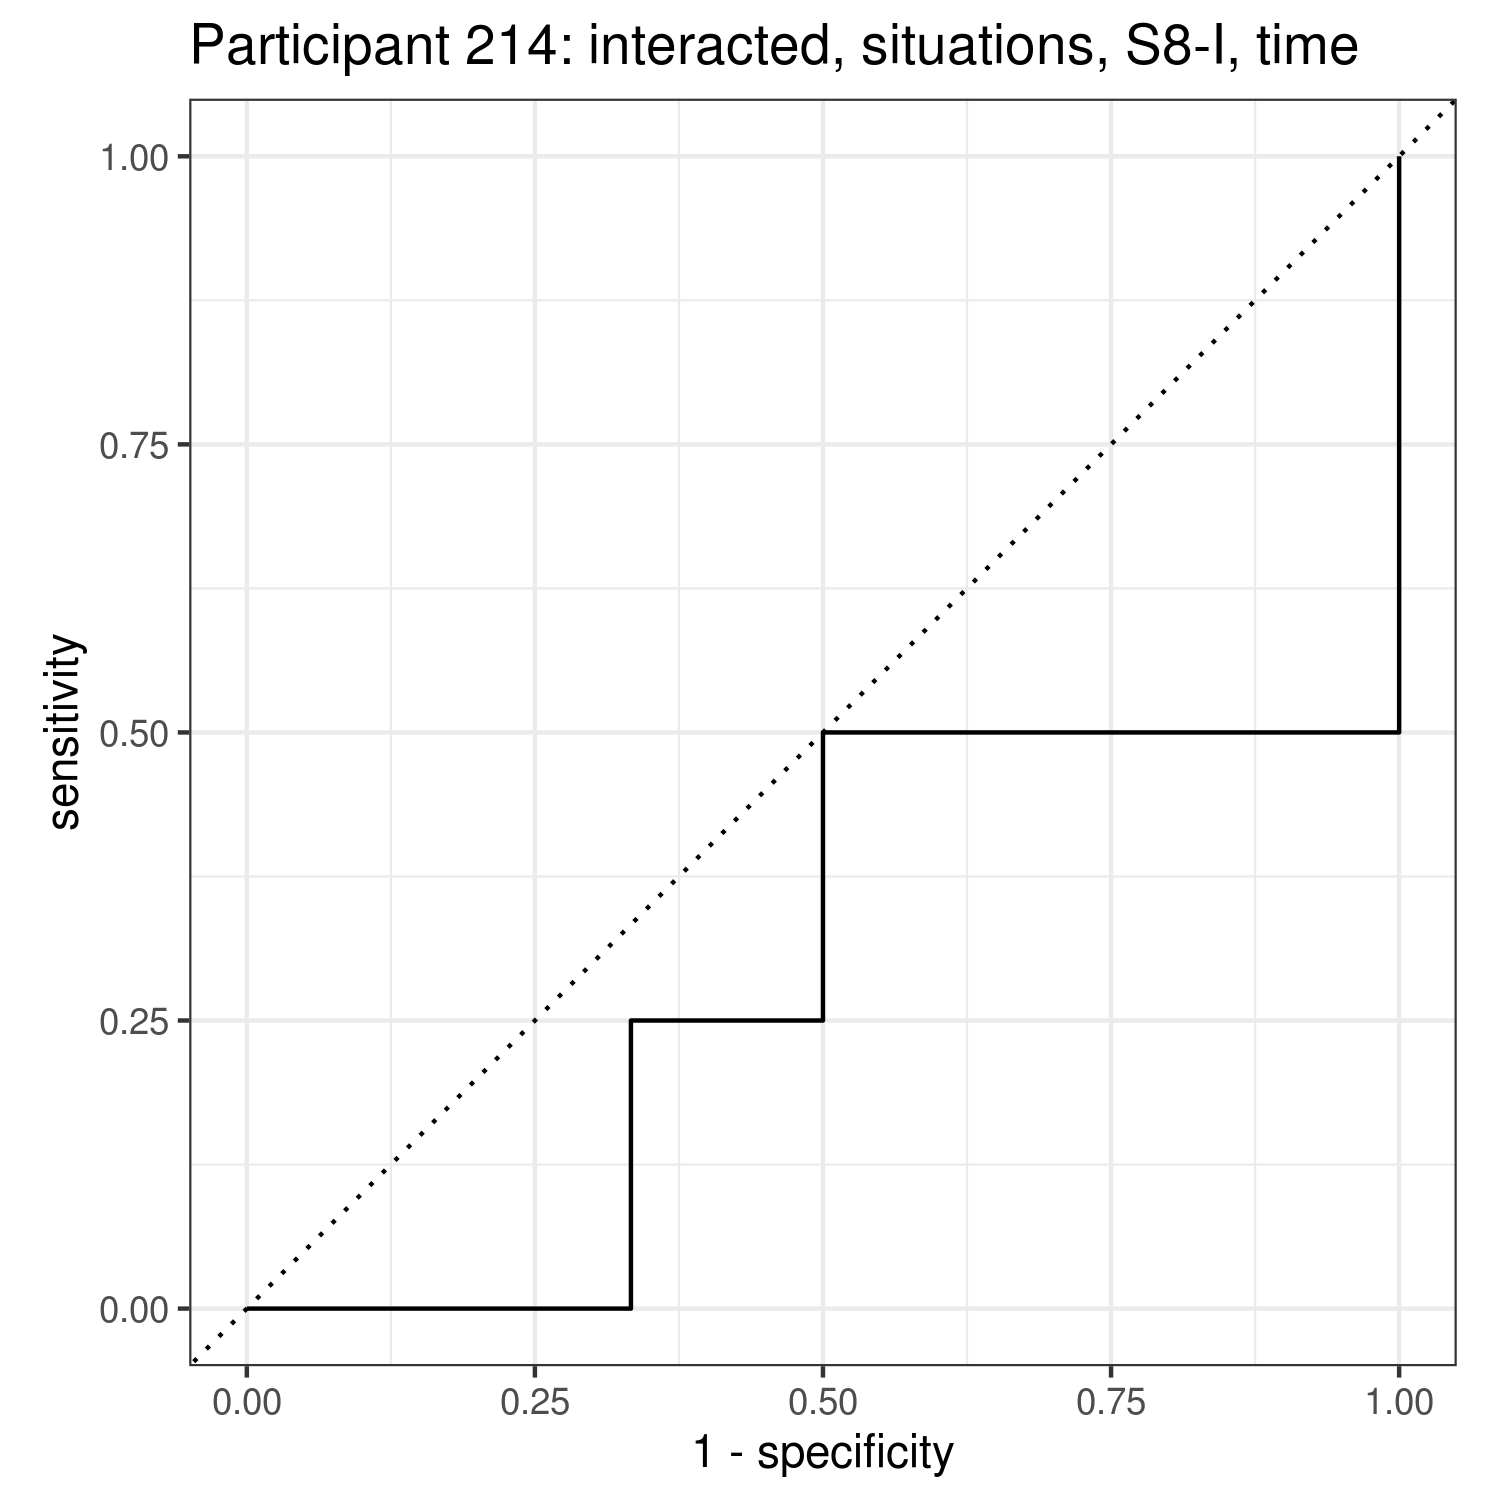 Participant 214: interacted, situations, S8-I, time
1.00
0.75
0.50
0.25
0.00
sensitivity
0.00 0.25 0.50 0.75 1.00
1 - specificity